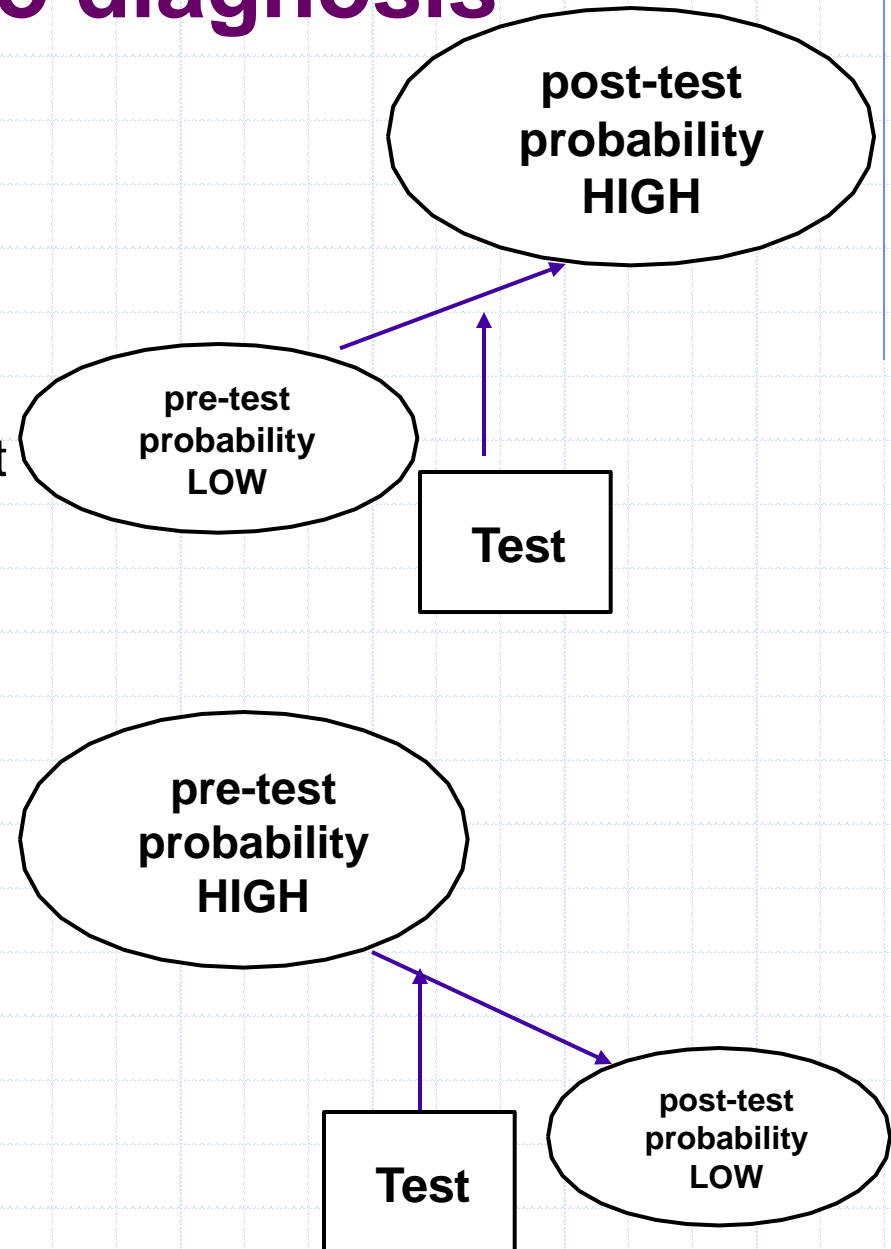 diagnosis
post-test
probability
HIGH
pre-test
probability
LOW
t
Test
pre-test
probability
HIGH
post-test
probability
LOW
Test